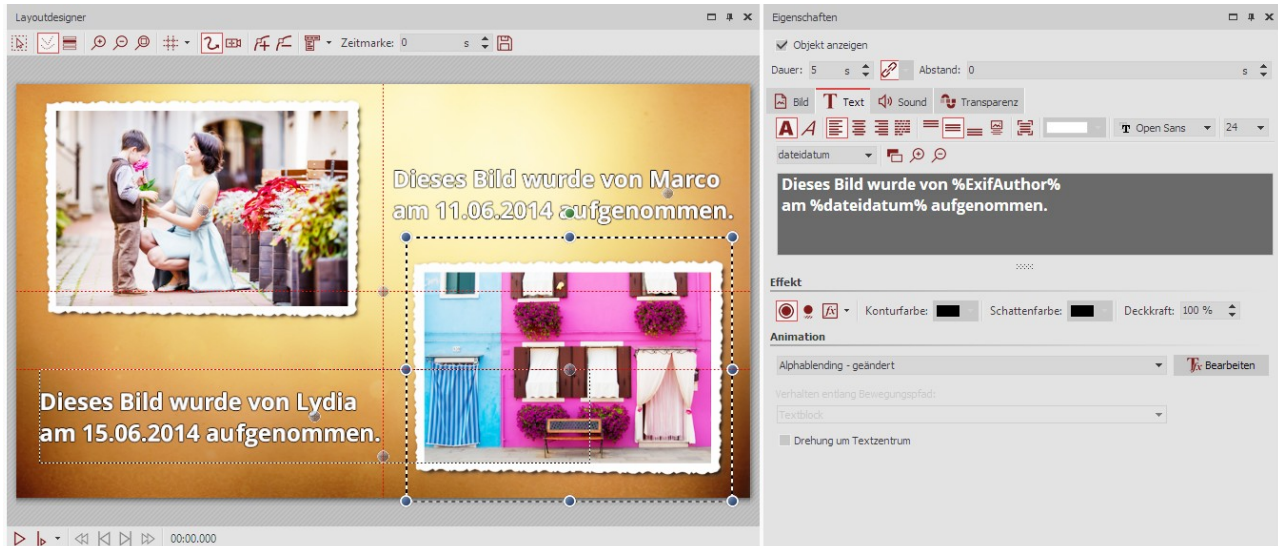 Layoutdesigner
Zeitmarke: 0 s
Dieses Bild wurde von Marco
am 11.06.2014 aufgenommen.
Dieses Bild wurde von Lydia
am 15.06.2014 aufgenommen.
00:00.000
Eigenschaften
Objekt anzeigen
Dauer: 5 s Abstand: 0 s
Bild Text Sound Transparenz
A A T Open Sans 24
dateidatum
Dieses Bild wurde von %ExifAuthor%
am %dateidatum% aufgenommen.
Effekt
fx Konturfarbe: Schattenfarbe: Deckkraft: 100 %
Animation
Alphablending - geändert Tfx Bearbeiten
Verhalten entlang Bewegungspfad:
Textblock
Drehung um Textzentrum